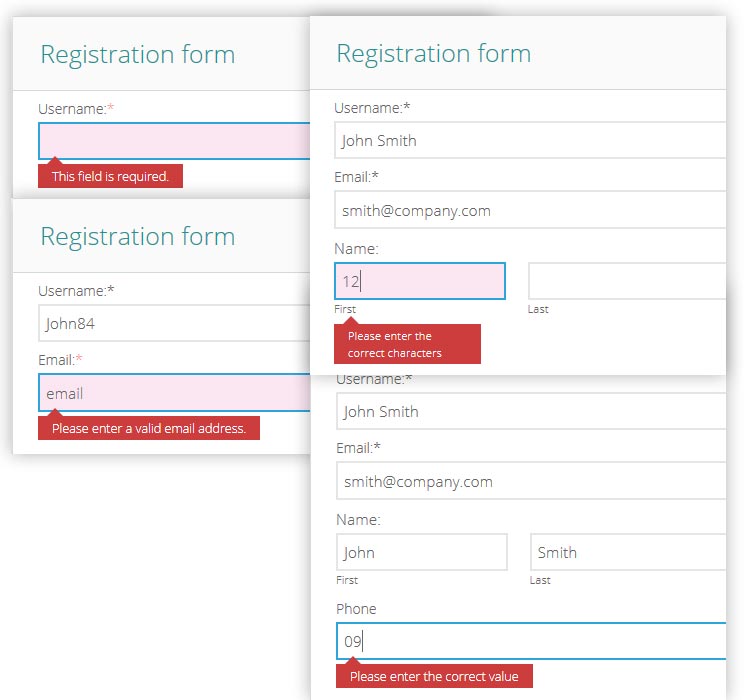 Registration form
Username:*
This field is required.
Registration form
Username:*
John84
Email:*
email
Please enter a valid email address.
Registration form
Username:*
John Smith
Email:*
smith@company.com
Name:
12
First
Last
Please enter the
correct characters
Username:*
John Smith
Email:*
smith@company.com
Name:
John
Smith
First
Last
Phone
09
Please enter the correct value